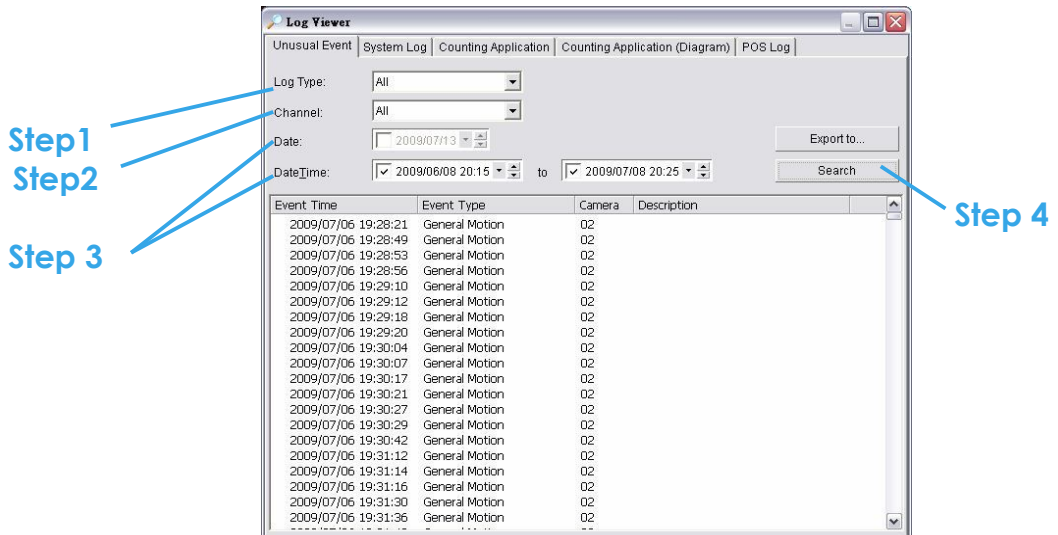 Log Viewer
Unusual Event System Log Counting Application Counting Application (Diagram) POS Log
Log Type: All
Channel: All
Step1
Date: 2009/07/13 Export to...
Step2
DateTime: 2009/06/08 20:15 to 2009/07/08 20:25 Search
Step 4
Step 3
Event Time Event Type Camera Description
2009/07/06 19:28:21 General Motion 02
2009/07/06 19:28:49 General Motion 02
2009/07/06 19:28:53 General Motion 02
2009/07/06 19:28:56 General Motion 02
2009/07/06 19:29:10 General Motion 02
2009/07/06 19:29:12 General Motion 02
2009/07/06 19:29:18 General Motion 02
2009/07/06 19:29:20 General Motion 02
2009/07/06 19:30:04 General Motion 02
2009/07/06 19:30:07 General Motion 02
2009/07/06 19:30:17 General Motion 02
2009/07/06 19:30:21 General Motion 02
2009/07/06 19:30:27 General Motion 02
2009/07/06 19:30:29 General Motion 02
2009/07/06 19:30:42 General Motion 02
2009/07/06 19:31:12 General Motion 02
2009/07/06 19:31:14 General Motion 02
2009/07/06 19:31:16 General Motion 02
2009/07/06 19:31:30 General Motion 02
2009/07/06 19:31:36 General Motion 02